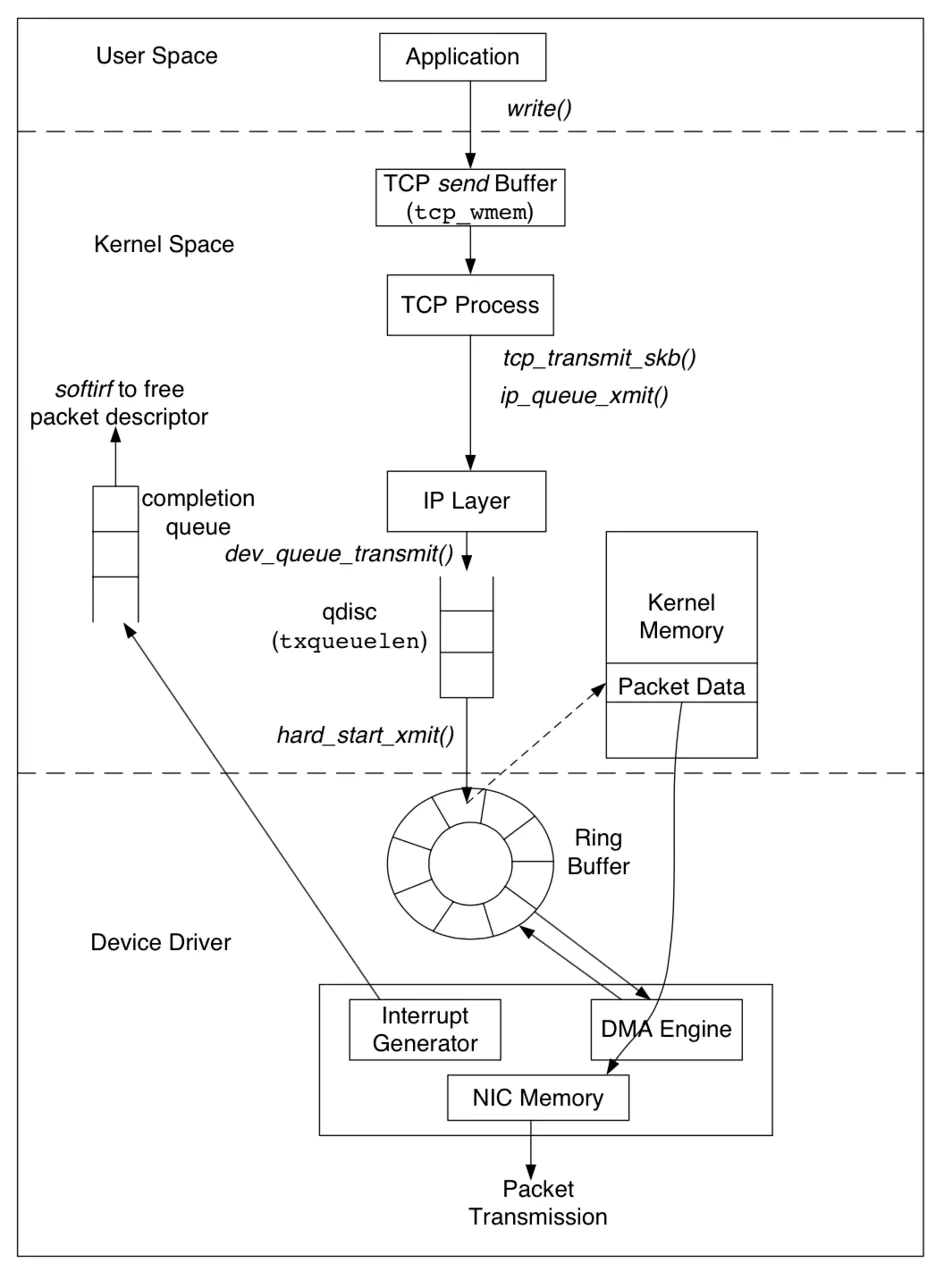 User Space
Application
write()
TCP send Buffer
(tcp_wmem)
Kernel Space
TCP Process
tcp_transmit_skb()
ip_queue_xmit()
softirf to free
packet descriptor
completion
queue
IP Layer
dev_queue_transmit()
qdisc
(txqueuelen)
Kernel
Memory
Packet Data
hard_start_xmit()
Ring
Buffer
Device Driver
Interrupt
Generator
DMA Engine
NIC Memory
Packet
Transmission